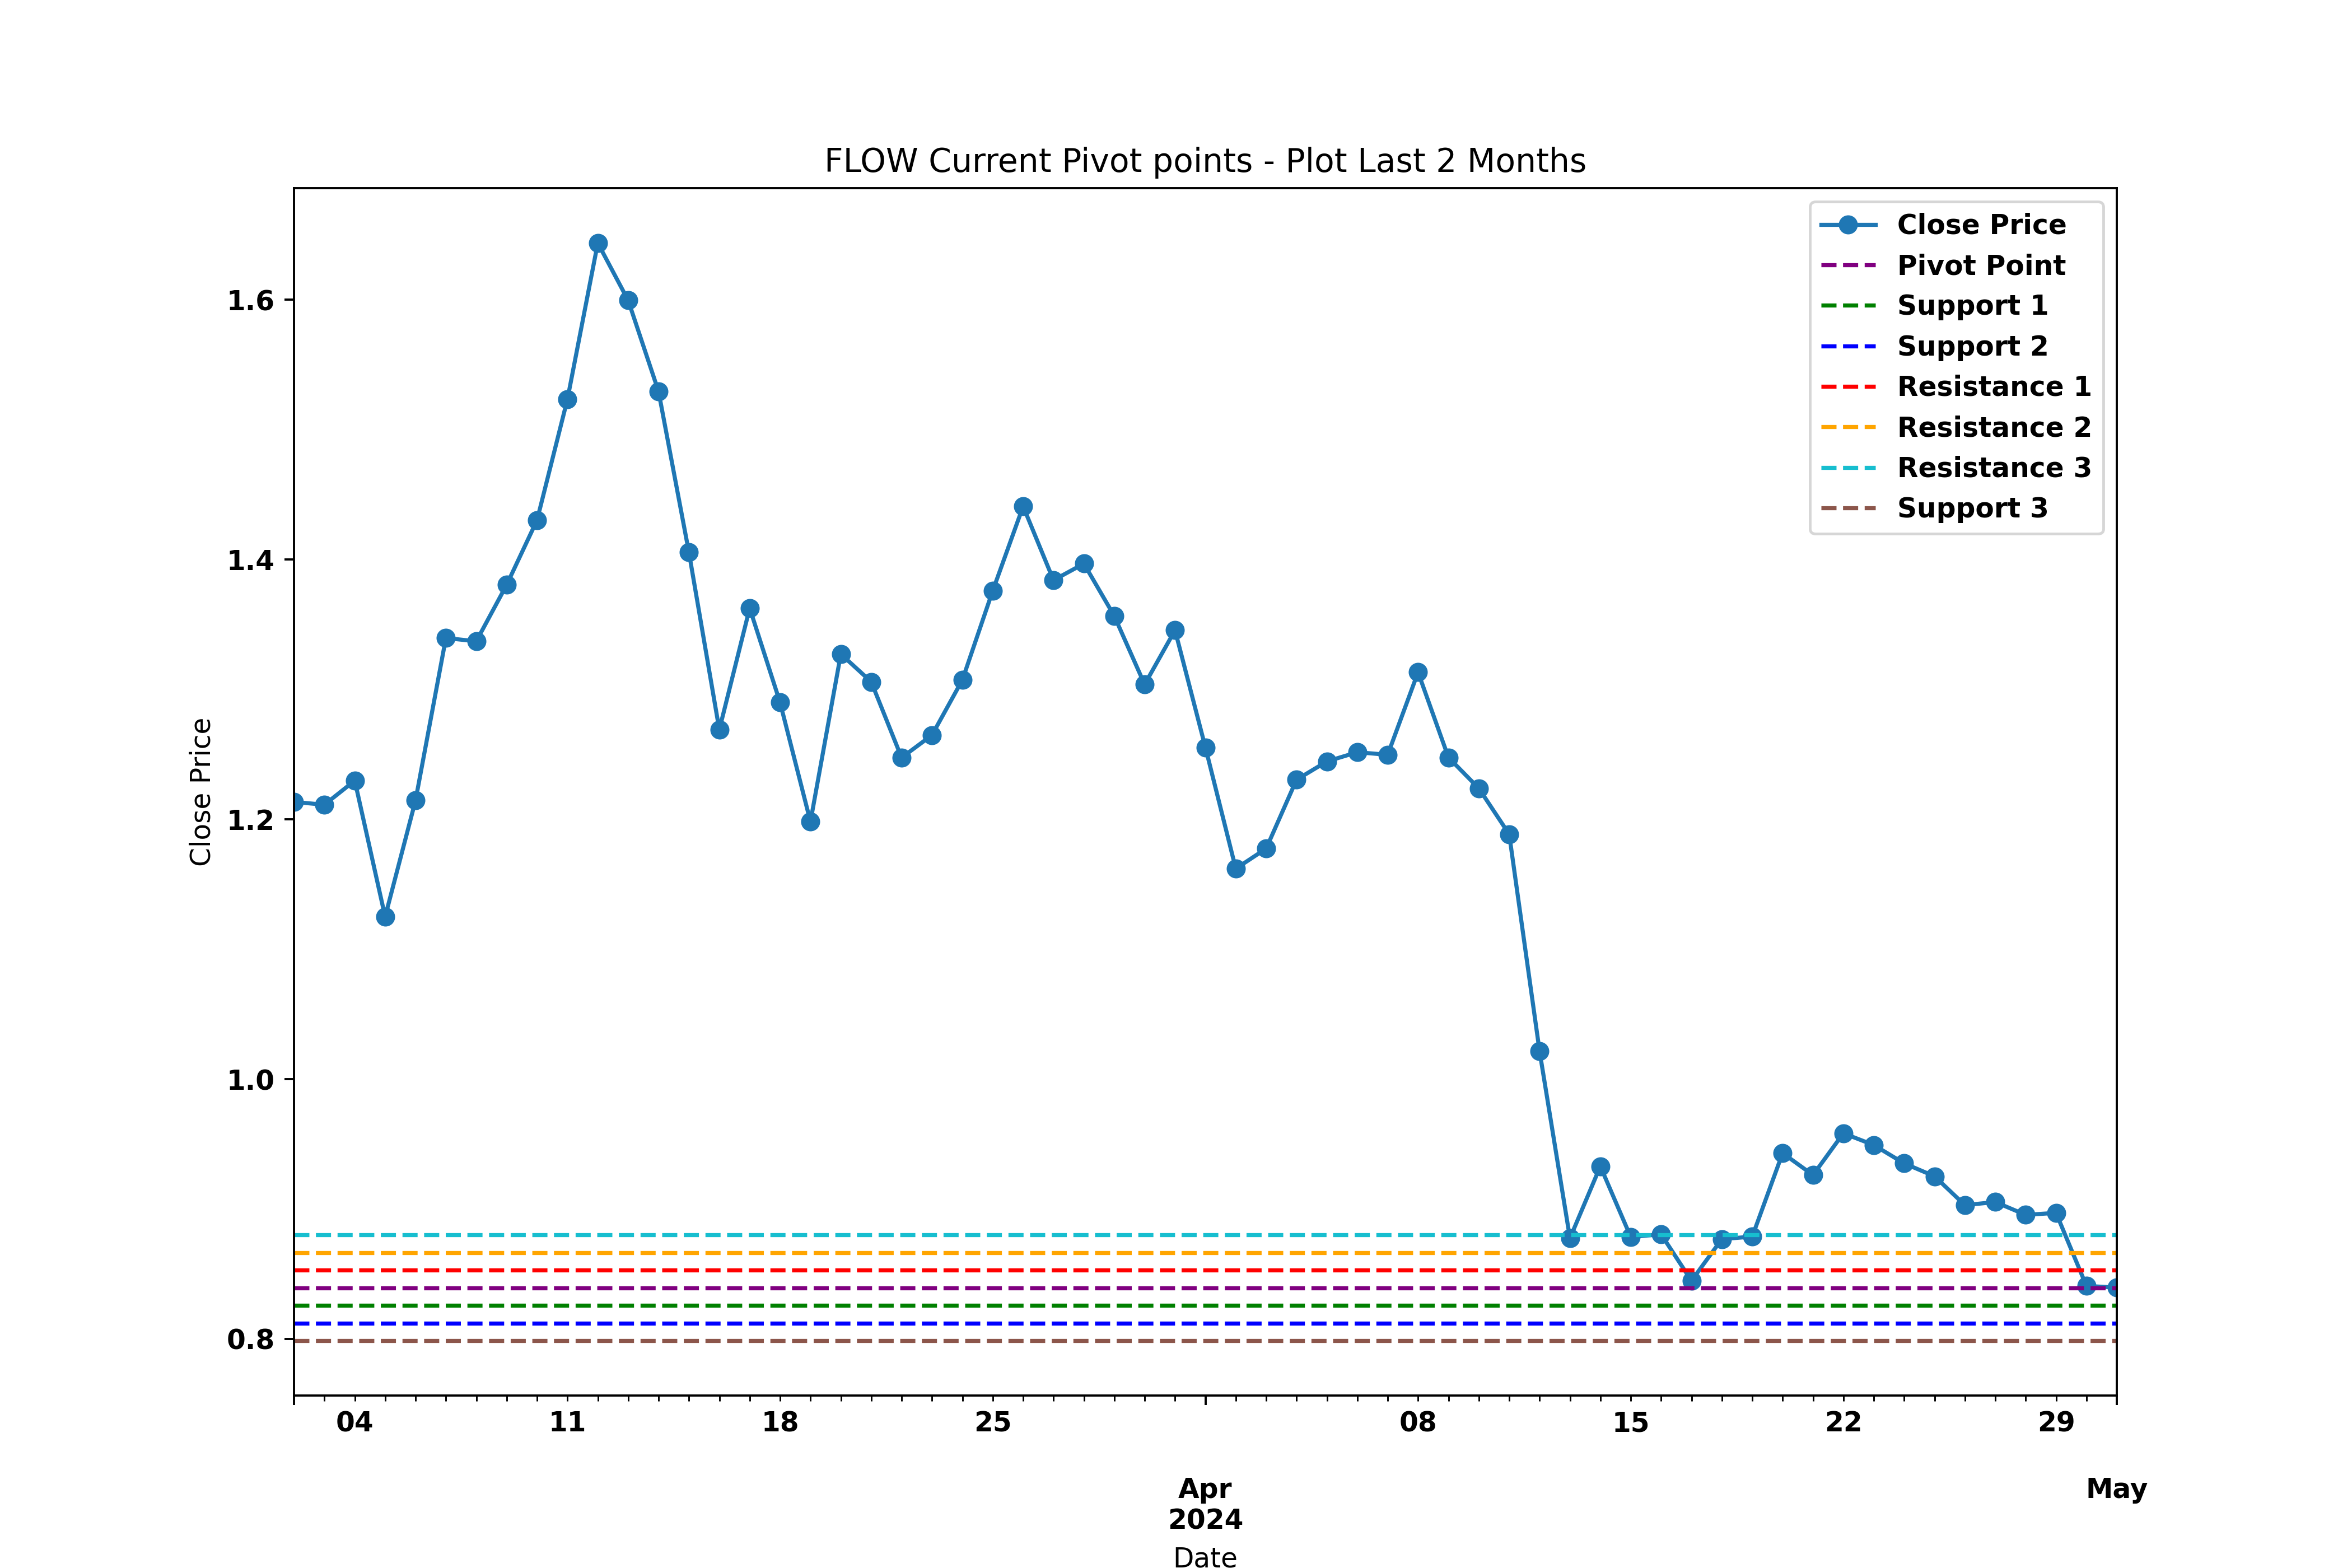 FLOW Current Pivot points - Plot Last 2 Months
Close Price
Pivot Point
Support 1
Support 2
Resistance 1
Resistance 2
Resistance 3
Support 3
1.6
1.4
1.2
1.0
0.8
Close Price
04 11 18 25 08 15 22 29
Apr May
2024
Date